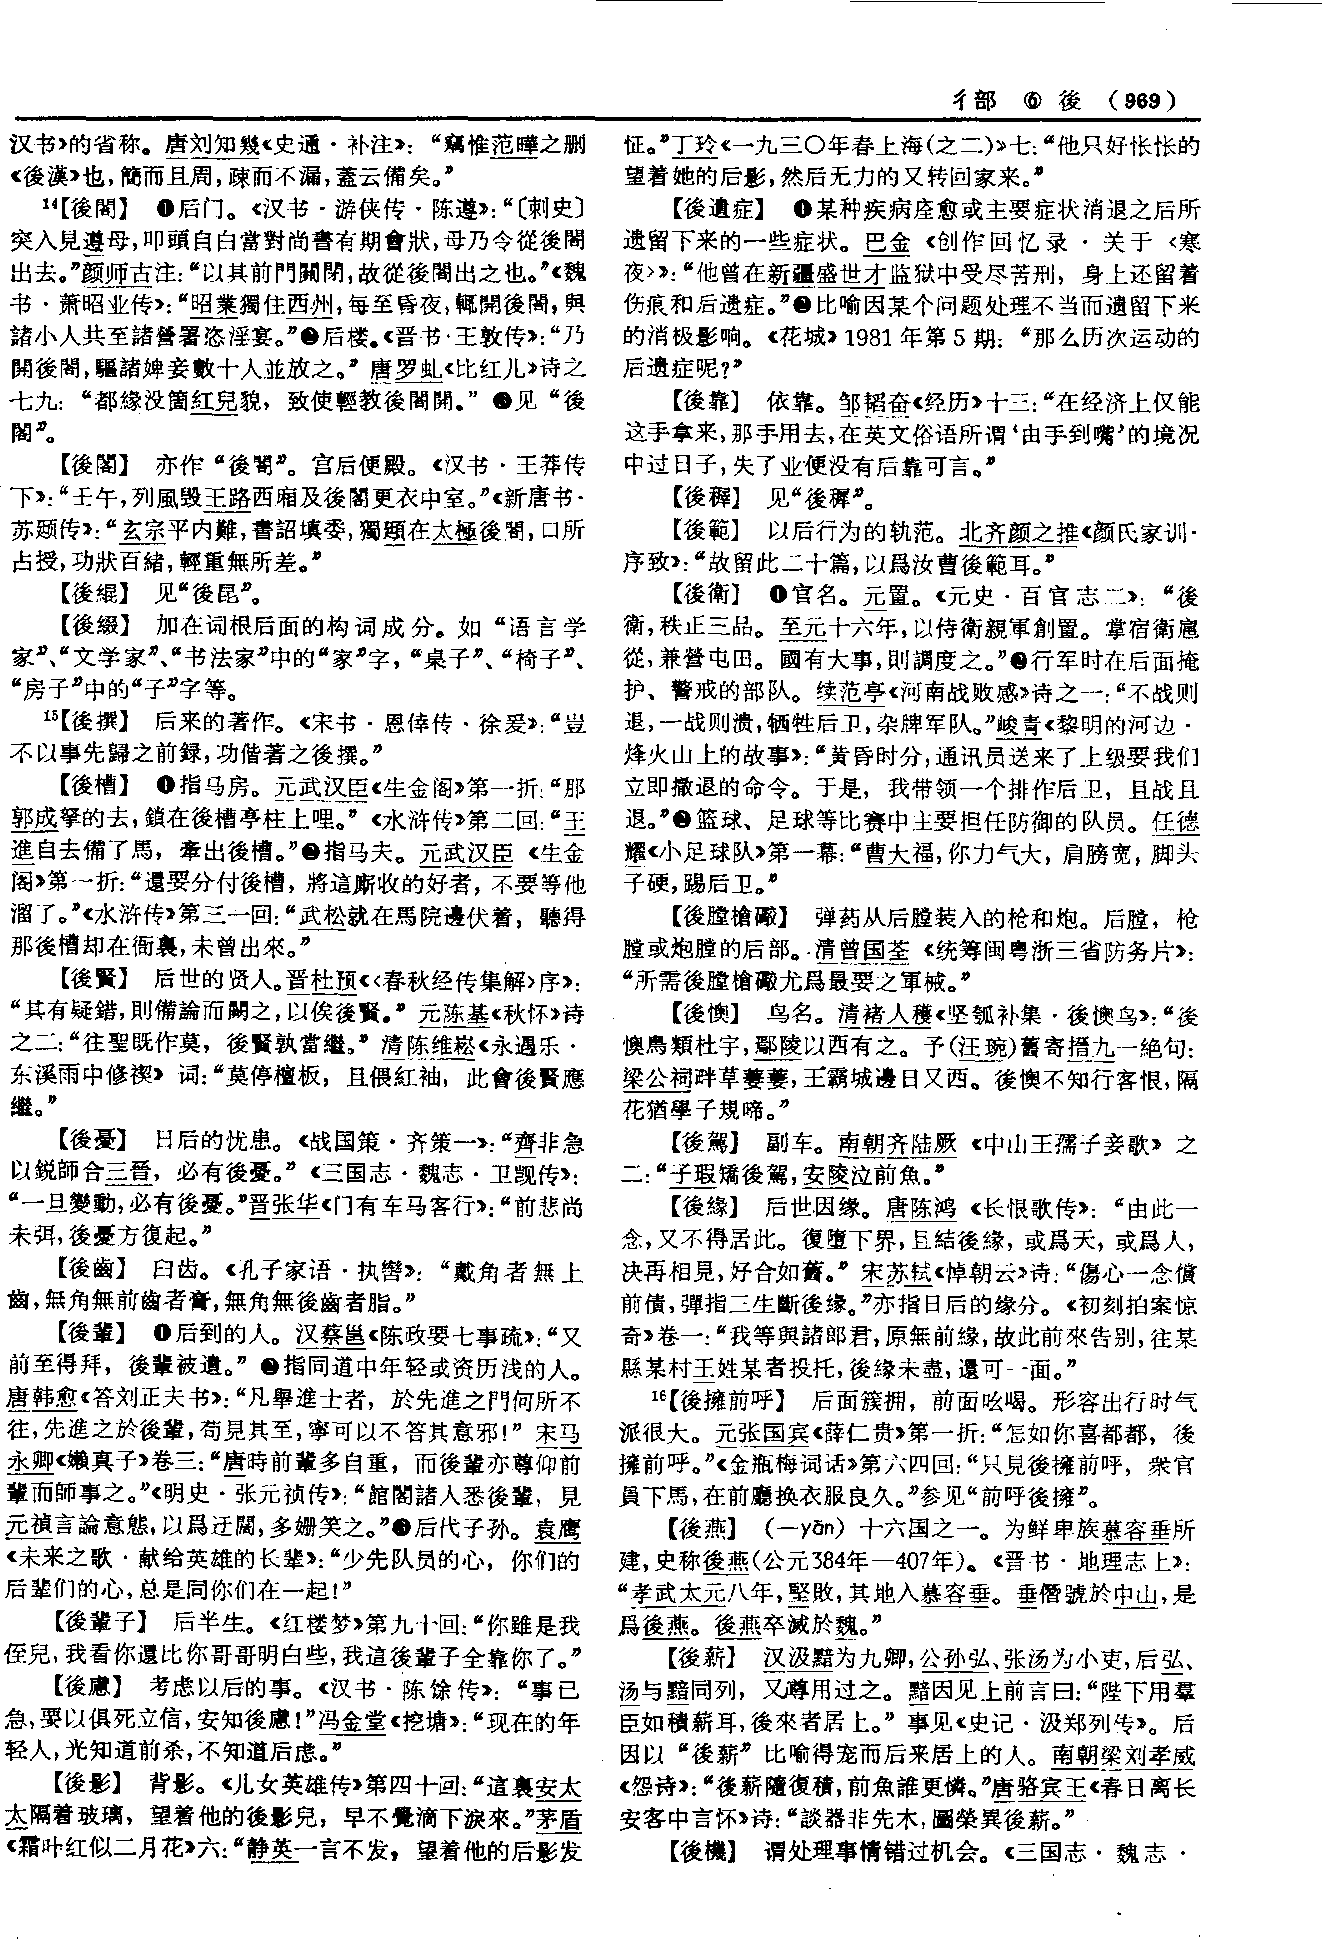 彳部 ⑥ 後 （969）
汉书》的省称。唐刘知幾《史通·补注》：“竊惟范曄之删
《後漢》也，簡而且周，疎而不漏，蓋云備矣。”
14【後閤】 ❶后门。《汉书·游侠传·陈遵》：“〔刺史〕
突入見遵母，叩頭自白當對尚書有期會狀，母乃令從後閤
出去。”颜师古注：“以其前門關閉，故從後閤出之也。”《魏
书·萧昭业传》：“昭業獨住西州，每至昏夜，輒開後閤，與
諸小人共至諸營署恣淫宴。”❷后楼。《晋书·王敦传》：“乃
開後閤，驅諸婢妾數十人並放之。”唐罗虬《比红儿》诗之
七九：“都緣没箇紅兒貌，致使輕教後閤開。”❸见“後
閣”。
【後閣】 亦作“後閤”。宫后便殿。《汉书·王莽传
下》：“壬午，列風毁王路西廂及後閣更衣中室。”《新唐书·
苏颋传》：“玄宗平内難，書詔填委，獨頲在太極後閤，口所
占授，功狀百緒，輕重無所差。”
【後緄】 见“後昆”。
【後綴】 加在词根后面的构词成分。如“语言学
家”、“文学家”、“书法家”中的“家”字，“桌子”、“椅子”、
“房子”中的“子”字等。
15【後撰】 后来的著作。《宋书·恩倖传·徐爰》：“豈
不以事先歸之前録，功偕著之後撰。”
【後槽】 ❶指马房。元武汉臣《生金阁》第一折：“那
郭成拏的去，鎖在後槽亭柱上哩。”《水浒传》第二回：“王
進自去備了馬，牽出後槽。”❷指马夫。元武汉臣《生金
阁》第一折：“還要分付後槽，將這廝收的好者，不要等他
溜了。”《水浒传》第三一回：“武松就在馬院邊伏着，聽得
那後槽却在衙裏，未曾出來。”
【後賢】 后世的贤人。晋杜预《〈春秋经传集解〉序》：
“其有疑錯，則備論而闕之，以俟後賢。”元陈基《秋怀》诗
之二：“往聖既作莫，後賢孰當繼。”清陈维崧《永遇乐·
东溪雨中修禊》词：“莫停檀板，且偎紅袖，此會後賢應
繼。”
【後憂】 日后的忧患。《战国策·齐策一》：“齊非急
以鋭師合三晉，必有後憂。”《三国志·魏志·卫觊传》：
“一旦變動，必有後憂。”晋张华《门有车马客行》：“前悲尚
未弭，後憂方復起。”
【後齒】 臼齿。《孔子家语·执辔》：“戴角者無上
齒，無角無前齒者膏，無角無後齒者脂。”
【後輩】 ❶后到的人。汉蔡邕《陈政要七事疏》：“又
前至得拜，後輩被遺。”❷指同道中年轻或资历浅的人。
唐韩愈《答刘正夫书》：“凡舉進士者，於先進之門何所不
往，先進之於後輩，苟見其至，寧可以不答其意邪！”宋马
永卿《嬾真子》卷三：“唐時前輩多自重，而後輩亦尊仰前
輩而師事之。”《明史·张元祯传》：“館閣諸人悉後輩，見
元禎言論意態，以爲迂闊，多姍笑之。”❸后代子孙。袁鹰
《未来之歌·献给英雄的长辈》：“少先队员的心，你们的
后辈们的心，总是同你们在一起！”
【後輩子】 后半生。《红楼梦》第九十回：“你雖是我
侄兒，我看你還比你哥哥明白些，我這後輩子全靠你了。”
【後慮】 考虑以后的事。《汉书·陈馀传》：“事已
急，要以俱死立信，安知後慮！”冯金堂《挖塘》：“现在的年
轻人，光知道前杀，不知道后虑。”
【後影】 背影。《儿女英雄传》第四十回：“這裏安太
太隔着玻璃，望着他的後影兒，早不覺滴下淚來。”茅盾
《霜叶红似二月花》六：“静英一言不发，望着他的后影发
怔。”丁玲《一九三〇年春上海（之二）》七：“他只好怅怅的
望着她的后影，然后无力的又转回家来。”
【後遺症】 ❶某种疾病痊愈或主要症状消退之后所
遗留下来的一些症状。巴金《创作回忆录·关于〈寒
夜〉》：“他曾在新疆盛世才监狱中受尽苦刑，身上还留着
伤痕和后遗症。”❷比喻因某个问题处理不当而遗留下来
的消极影响。《花城》1981年第5期：“那么历次运动的
后遗症呢？”
【後靠】 依靠。邹韬奋《经历》十三：“在经济上仅能
这手拿来，那手用去，在英文俗语所谓‘由手到嘴’的境况
中过日子，失了业便没有后靠可言。”
【後穉】 见“後稺”。
【後範】 以后行为的轨范。北齐颜之推《颜氏家训·
序致》：“故留此二十篇，以爲汝曹後範耳。”
【後衛】 ❶官名。元置。《元史·百官志二》：“後
衛，秩正三品。至元十六年，以侍衛親軍創置。掌宿衛扈
從，兼營屯田。國有大事，則調度之。”❷行军时在后面掩
护、警戒的部队。续范亭《河南战败感》诗之一：“不战则
退，一战则溃，牺牲后卫，杂牌军队。”峻青《黎明的河边·
烽火山上的故事》：“黄昏时分，通讯员送来了上级要我们
立即撤退的命令。于是，我带领一个排作后卫，且战且
退。”❸篮球、足球等比赛中主要担任防御的队员。任德
耀《小足球队》第一幕：“曹大福，你力气大，肩膀宽，脚头
子硬，踢后卫。”
【後膛槍礮】 弹药从后膛装入的枪和炮。后膛，枪
膛或炮膛的后部。清曾国荃《统筹闽粤浙三省防务片》：
“所需後膛槍礮尤爲最要之軍械。”
【後懊】 鸟名。清褚人穫《坚瓠补集·後懊鸟》：“後
懊鳥類杜宇，鄢陵以西有之。予（汪琬）舊寄搢九一絶句：
梁公祠畔草萋萋，王霸城邊日又西。後懊不知行客恨，隔
花猶學子規啼。”
【後駕】 副车。南朝齐陆厥《中山王孺子妾歌》之
二：“子瑕矯後駕，安陵泣前魚。”
【後緣】 后世因缘。唐陈鸿《长恨歌传》：“由此一
念，又不得居此。復墮下界，且結後緣，或爲天，或爲人，
决再相見，好合如舊。”宋苏轼《悼朝云》诗：“傷心一念償
前債，彈指三生斷後缘。”亦指日后的缘分。《初刻拍案惊
奇》卷一：“我等與諸郎君，原無前緣，故此前來告别，往某
縣某村王姓某者投托，後緣未盡，還可一面。”
16【後擁前呼】 后面簇拥，前面吆喝。形容出行时气
派很大。元张国宾《薛仁贵》第一折：“怎如你喜都都，後
擁前呼。”《金瓶梅词话》第六四回：“只見後擁前呼，衆官
員下馬，在前廳换衣服良久。”参见“前呼後擁”。
【後燕】 （—yān）十六国之一。为鲜卑族慕容垂所
建，史称後燕（公元384年—407年）。《晋书·地理志上》：
“孝武太元八年，堅敗，其地入慕容垂。垂僭號於中山，是
爲後燕。後燕卒滅於魏。”
【後薪】 汉汲黯为九卿，公孙弘、张汤为小吏，后弘、
汤与黯同列，又尊用过之。黯因见上前言曰：“陛下用羣
臣如積薪耳，後來者居上。”事见《史记·汲郑列传》。后
因以“後薪”比喻得宠而后来居上的人。南朝梁刘孝威
《怨诗》：“後薪隨復積，前魚誰更憐。”唐骆宾王《春日离长
安客中言怀》诗：“談器非先木，圖榮異後薪。”
【後機】 谓处理事情错过机会。《三国志·魏志·